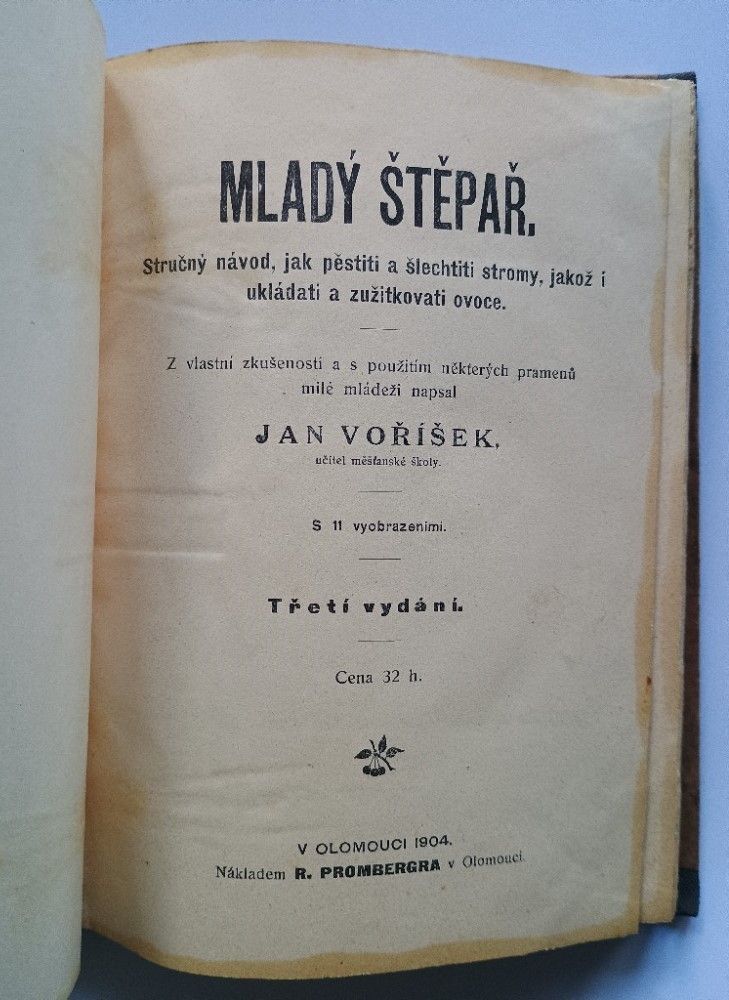 MLADÝ ŠTĚPAŘ.
Stručný návod, jak pěstiti a šlechtiti stromy, jakož i
ukládati a zužitkovati ovoce.
Z vlastní zkušenosti a s použitím některých pramenů
milé mládeži napsal
JAN VOŘÍŠEK,
učitel měšťanské školy.
S 11 vyobrazeními.
Třetí vydání.
Cena 32 h.
V OLOMOUCI 1904.
Nákladem R. PROMBERGRA v Olomouci.